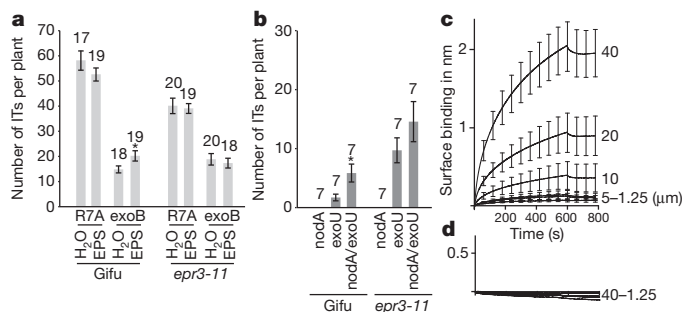 a
Number of ITs per plant
70
60
50
40
30
20
10
0
17
19
18
19
*
20
19
20
18
R7A exoB
R7A exoB
H2O
EPS
H2O
EPS
H2O
EPS
H2O
EPS
Gifu
epr3-11
b
Number of ITs per plant
30
20
10
0
7
7
7
*
7
7
7
nodA
exoU
nodA/exoU
nodA
exoU
nodA/exoU
Gifu
epr3-11
c
Surface binding in nm
2
1
40
20
10
5–1.25 (μm)
200 400 600 800
Time (s)
d
0.5
40–1.25